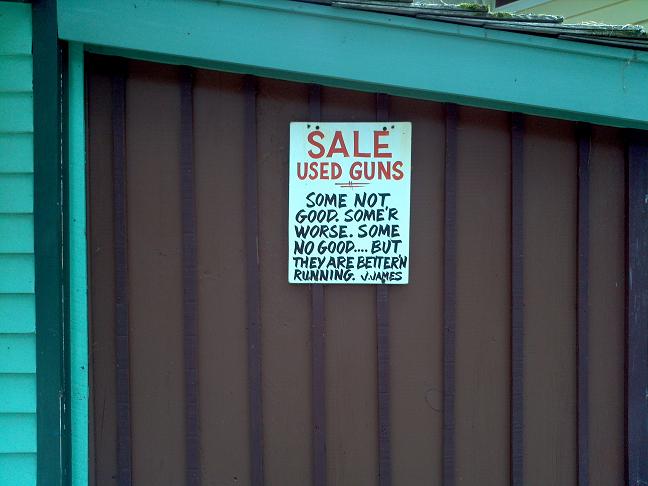 SALE
USED GUNS
SOME NOT
GOOD. SOME'R
WORSE. SOME
NO GOOD.... BUT
THEY ARE BETTER'N
RUNNING. J. JAMES